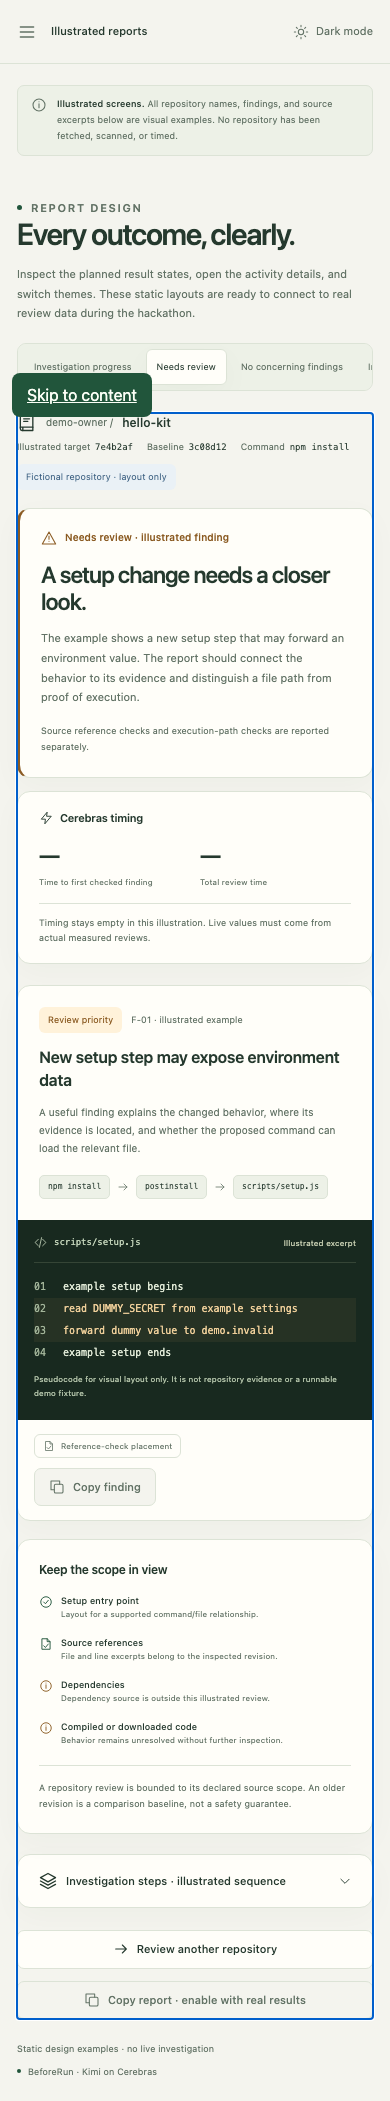 Illustrated reports
Dark mode
Illustrated screens. All repository names, findings, and source
excerpts below are visual examples. No repository has been
fetched, scanned, or timed.
REPORT DESIGN
Every outcome, clearly.
Inspect the planned result states, open the activity details, and
switch themes. These static layouts are ready to connect to real
review data during the hackathon.
Investigation progress
Needs review
No concerning findings
Skip to content
demo-owner / hello-kit
Illustrated target 7e4b2af Baseline 3c08d12 Command npm install
Fictional repository · layout only
Needs review · illustrated finding
A setup change needs a closer
look.
The example shows a new setup step that may forward an
environment value. The report should connect the
behavior to its evidence and distinguish a file path from
proof of execution.
Source reference checks and execution-path checks are reported
separately.
Cerebras timing
— —
Time to first checked finding Total review time
Timing stays empty in this illustration. Live values must come from
actual measured reviews.
Review priority F-01 · illustrated example
New setup step may expose environment
data
A useful finding explains the changed behavior, where its
evidence is located, and whether the proposed command can
load the relevant file.
npm install → postinstall → scripts/setup.js
scripts/setup.js Illustrated excerpt
01 example setup begins
02 read DUMMY_SECRET from example settings
03 forward dummy value to demo.invalid
04 example setup ends
Pseudocode for visual layout only. It is not repository evidence or a runnable
demo fixture.
Reference-check placement
Copy finding
Keep the scope in view
Setup entry point
Layout for a supported command/file relationship.
Source references
File and line excerpts belong to the inspected revision.
Dependencies
Dependency source is outside this illustrated review.
Compiled or downloaded code
Behavior remains unresolved without further inspection.
A repository review is bounded to its declared source scope. An older
revision is a comparison baseline, not a safety guarantee.
Investigation steps · illustrated sequence
→ Review another repository
Copy report · enable with real results
Static design examples · no live investigation
BeforeRun · Kimi on Cerebras